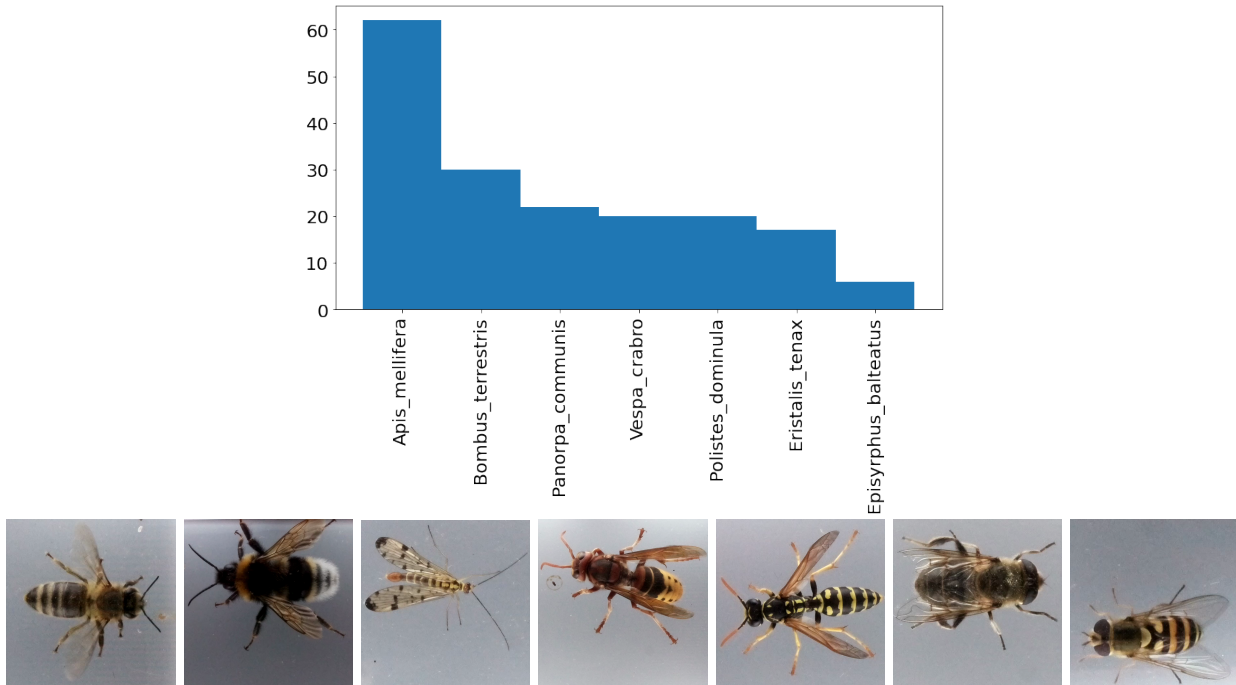 60
50
40
30
20
10
0
Apis_mellifera
Bombus_terrestris
Panorpa_communis
Vespa_crabro
Polistes_dominula
Eristalis_tenax
Episyrphus_balteatus